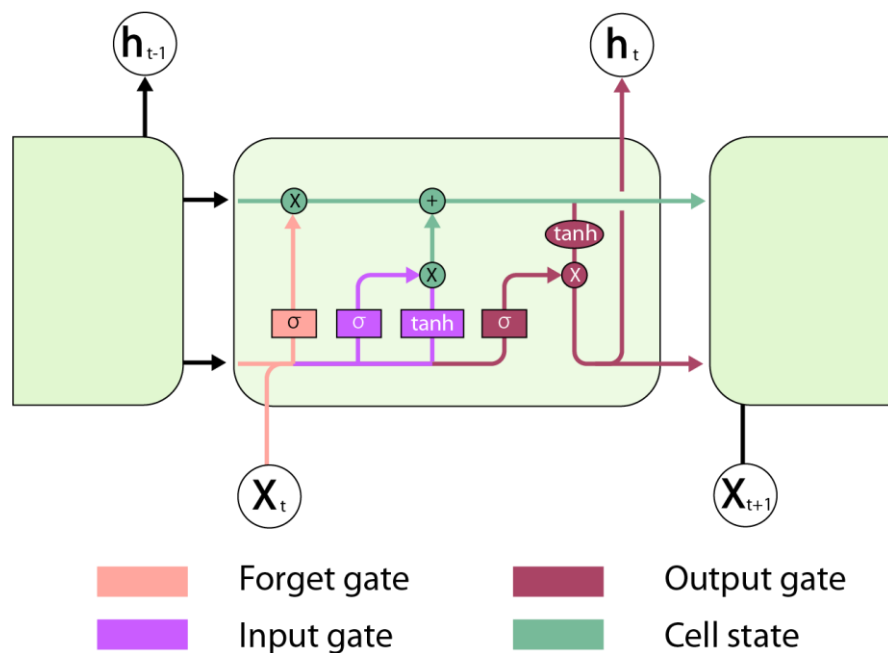 h t-1
h t
X
+
tanh
X
X
σ
σ
tanh
σ
X t
X t+1
Forget gate
Output gate
Input gate
Cell state